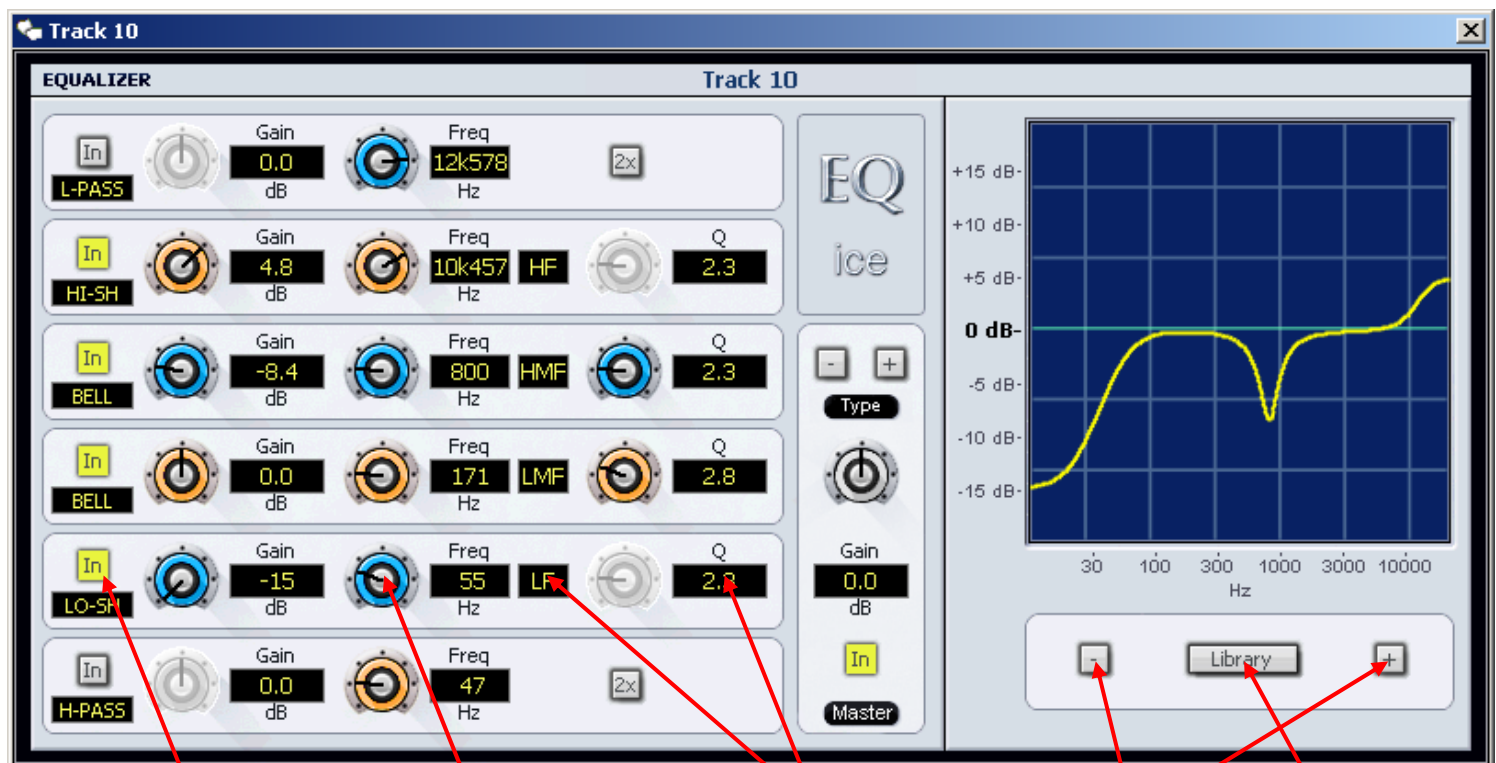 Track 10
EQUALIZER Track 10
In L-PASS Gain 0.0 dB Freq 12k578 Hz 2x
In HI-SH Gain 4.8 dB Freq 10k457 Hz HF Q 2.3
In BELL Gain -8.4 dB Freq 800 Hz HMF Q 2.3
In BELL Gain 0.0 dB Freq 171 Hz LMF Q 2.8
In LO-SH Gain -15 dB Freq 55 Hz LF Q
In H-PASS Gain 0.0 dB Freq 47 Hz 2x
EQ
ice
- +
Type
Gain
0.0
dB
In
Master
+15 dB-
+10 dB-
+5 dB-
0 dB-
-5 dB-
-10 dB-
-15 dB-
30 100 300 1000 3000 10000
Hz
- Library +